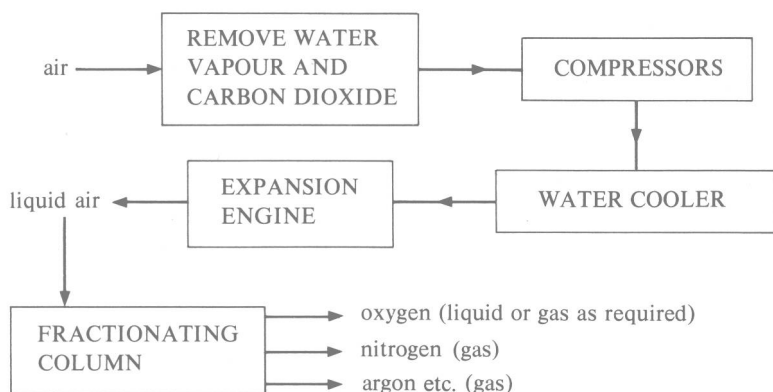 air
REMOVE WATER
VAPOUR AND
CARBON DIOXIDE
COMPRESSORS
WATER COOLER
EXPANSION
ENGINE
liquid air
FRACTIONATING
COLUMN
oxygen (liquid or gas as required)
nitrogen (gas)
argon etc. (gas)